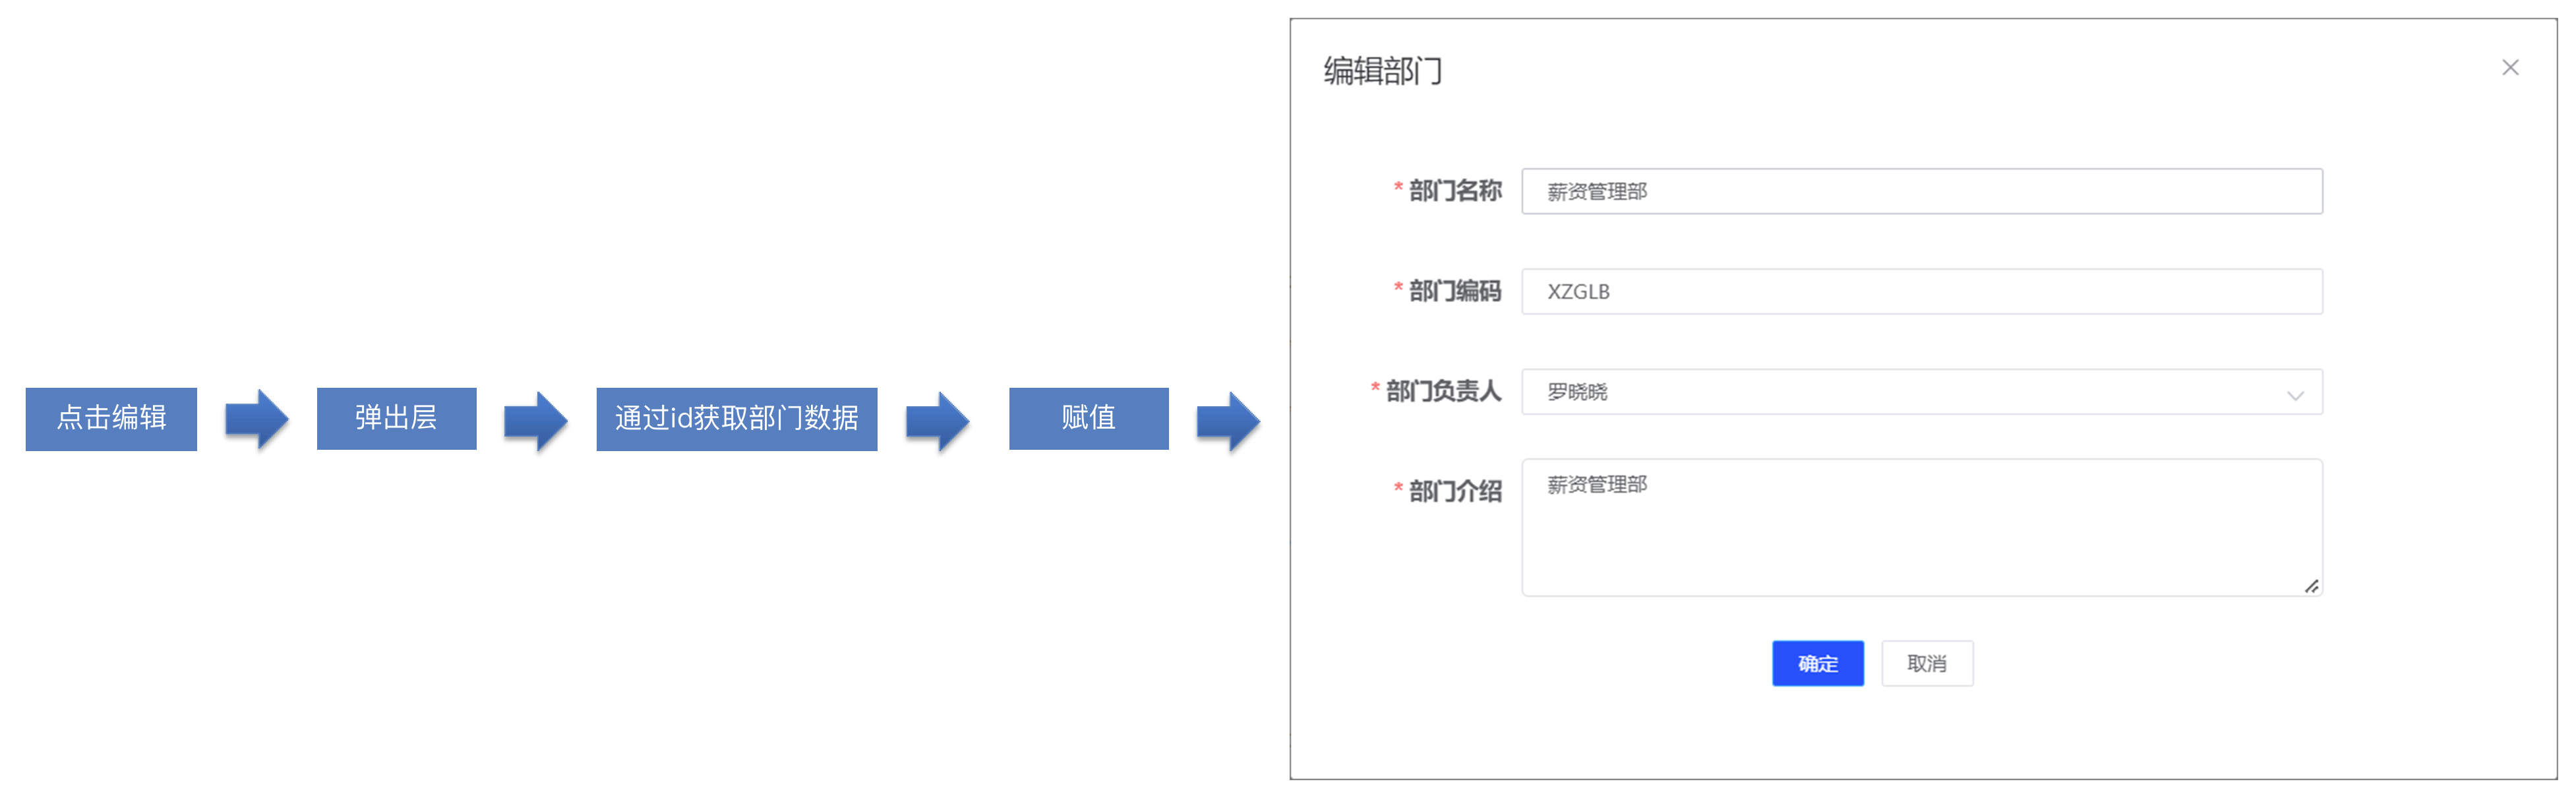 点击编辑
弹出层
通过id获取部门数据
赋值
编辑部门
* 部门名称 薪资管理部
* 部门编码 XZGLB
* 部门负责人 罗晓晓
* 部门介绍 薪资管理部
确定 取消